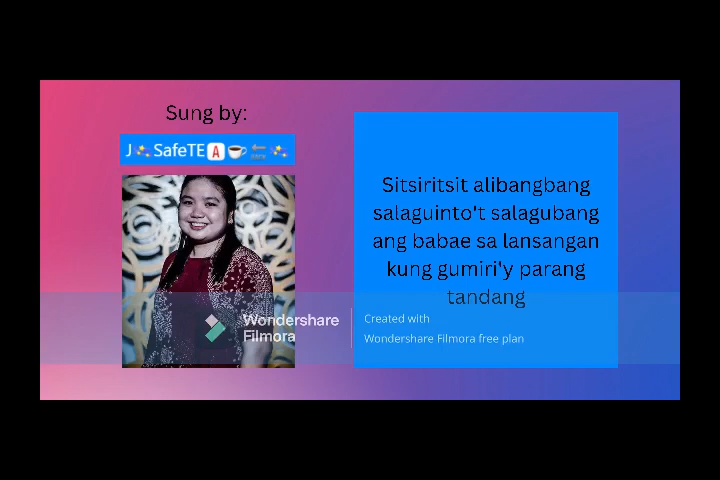 Sung by:
J✨SafeTE🅰️☕🔙✨
Sitsiritsit alibangbang
salaguinto't salagubang
ang babae sa lansangan
kung gumiri'y parang
tandang
Wondershare
Filmora
Created with
Wondershare Filmora free plan